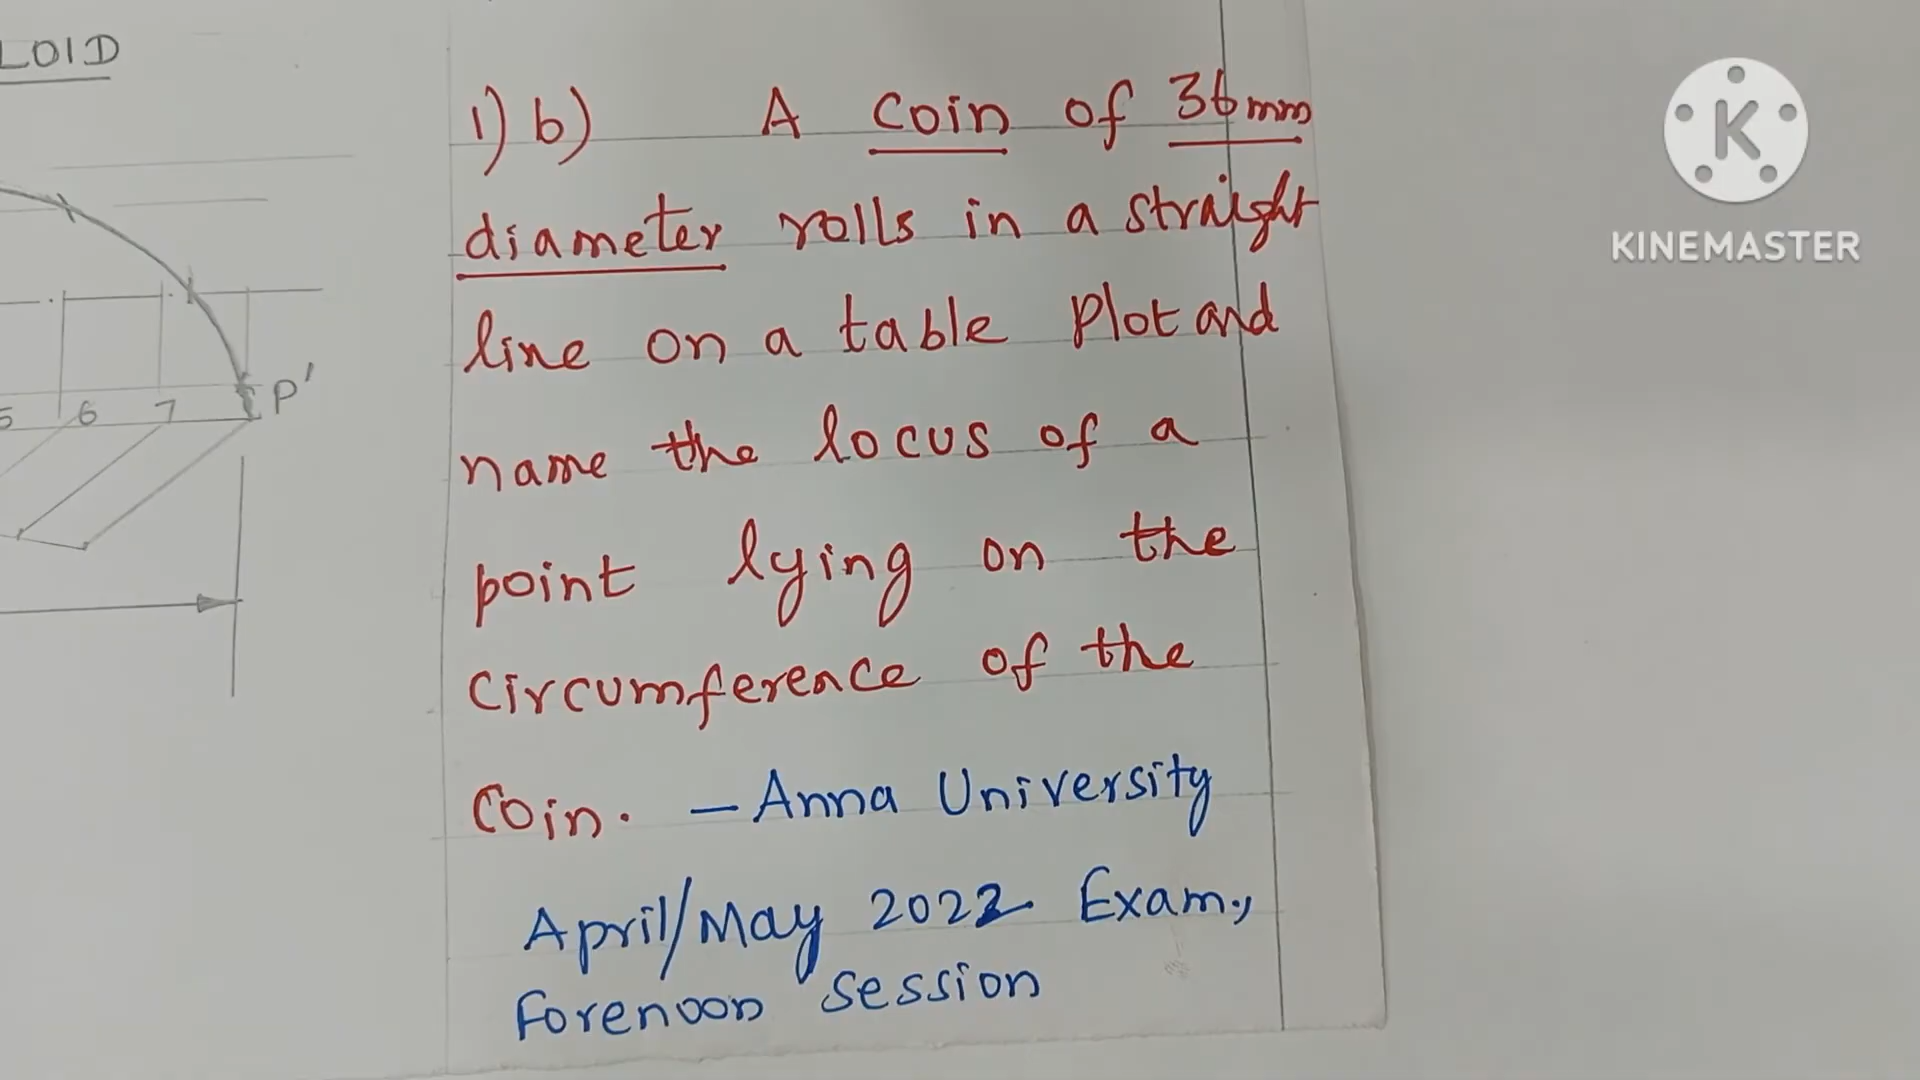 LOID
1) b) A coin of 36mm
diameter rolls in a straight
line on a table Plot and
name the locus of a
point lying on the
circumference of the
Coin. - Anna University
April/May 2022 Exam.,
Forenoon session
5 6 7 P'
K
KINEMASTER